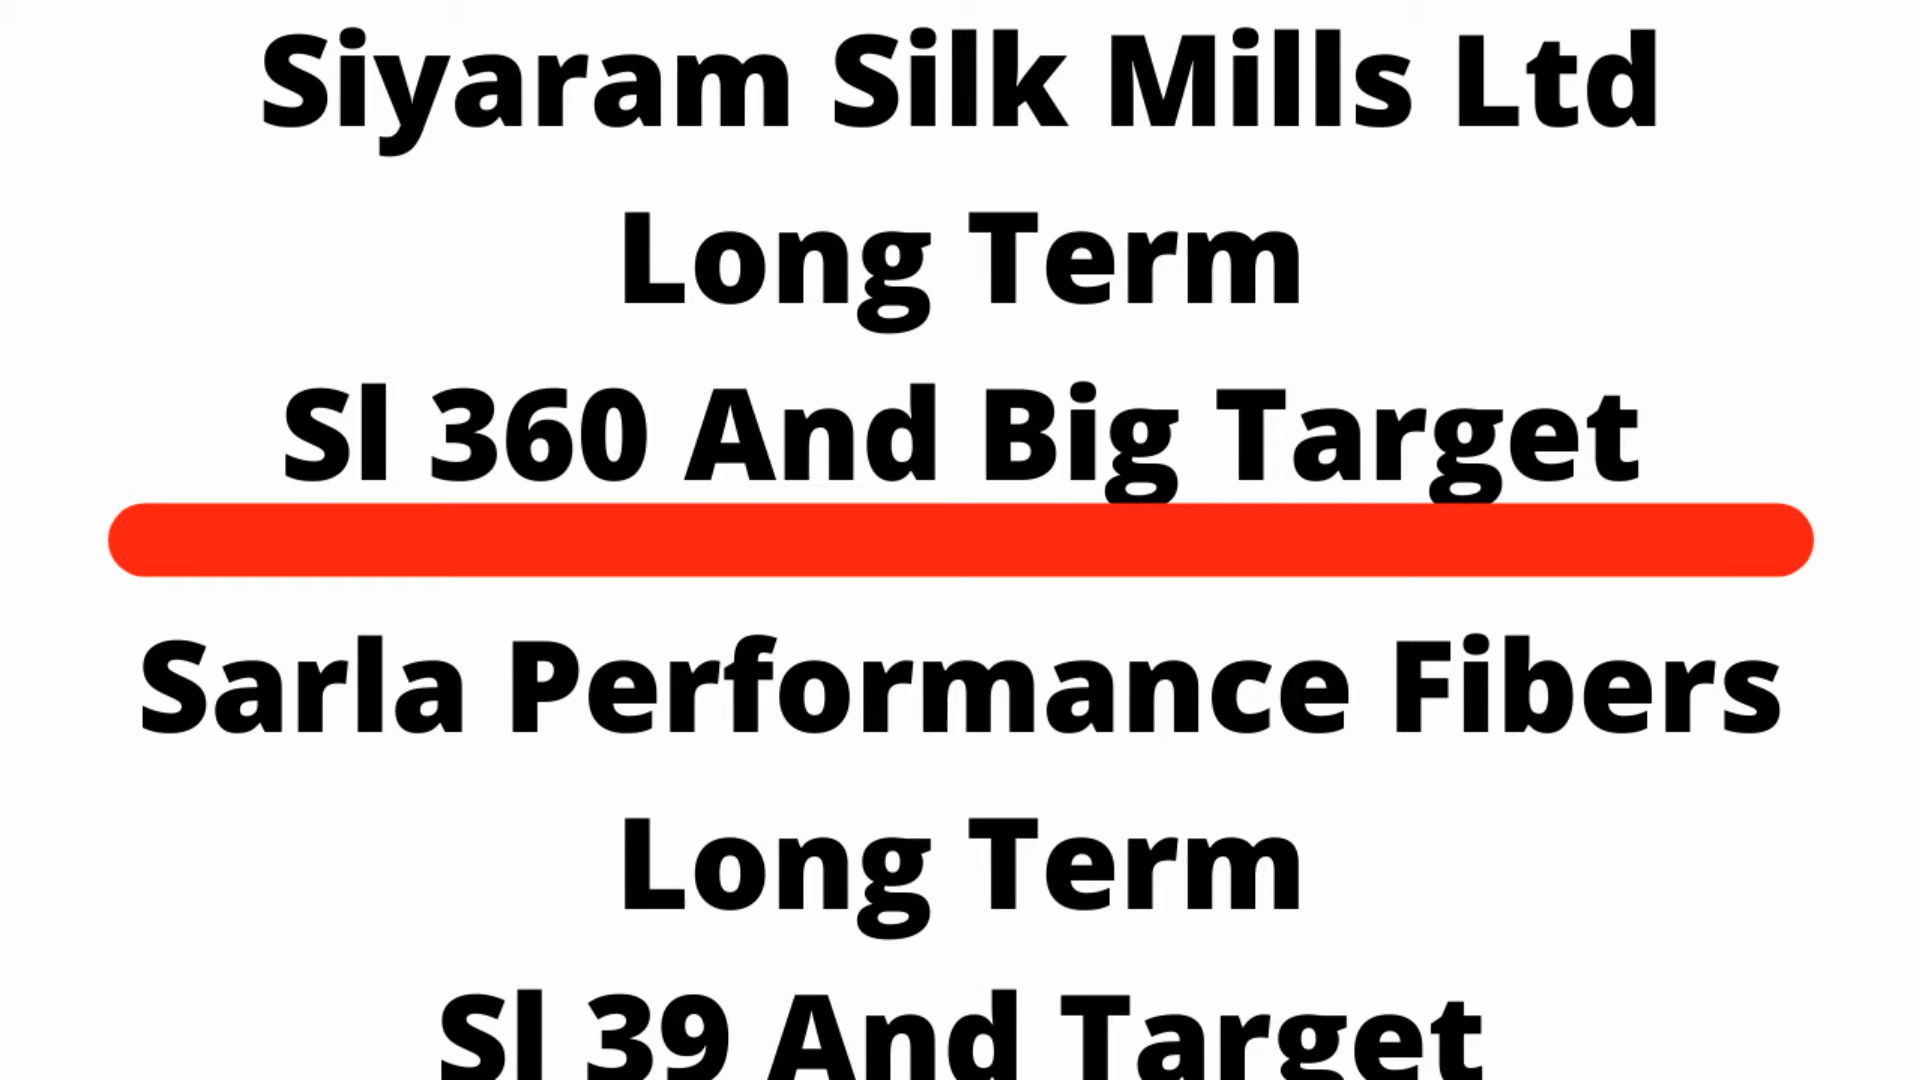 Siyaram Silk Mills Ltd
Long Term
Sl 360 And Big Target
Sarla Performance Fibers
Long Term
Sl 39 And Target